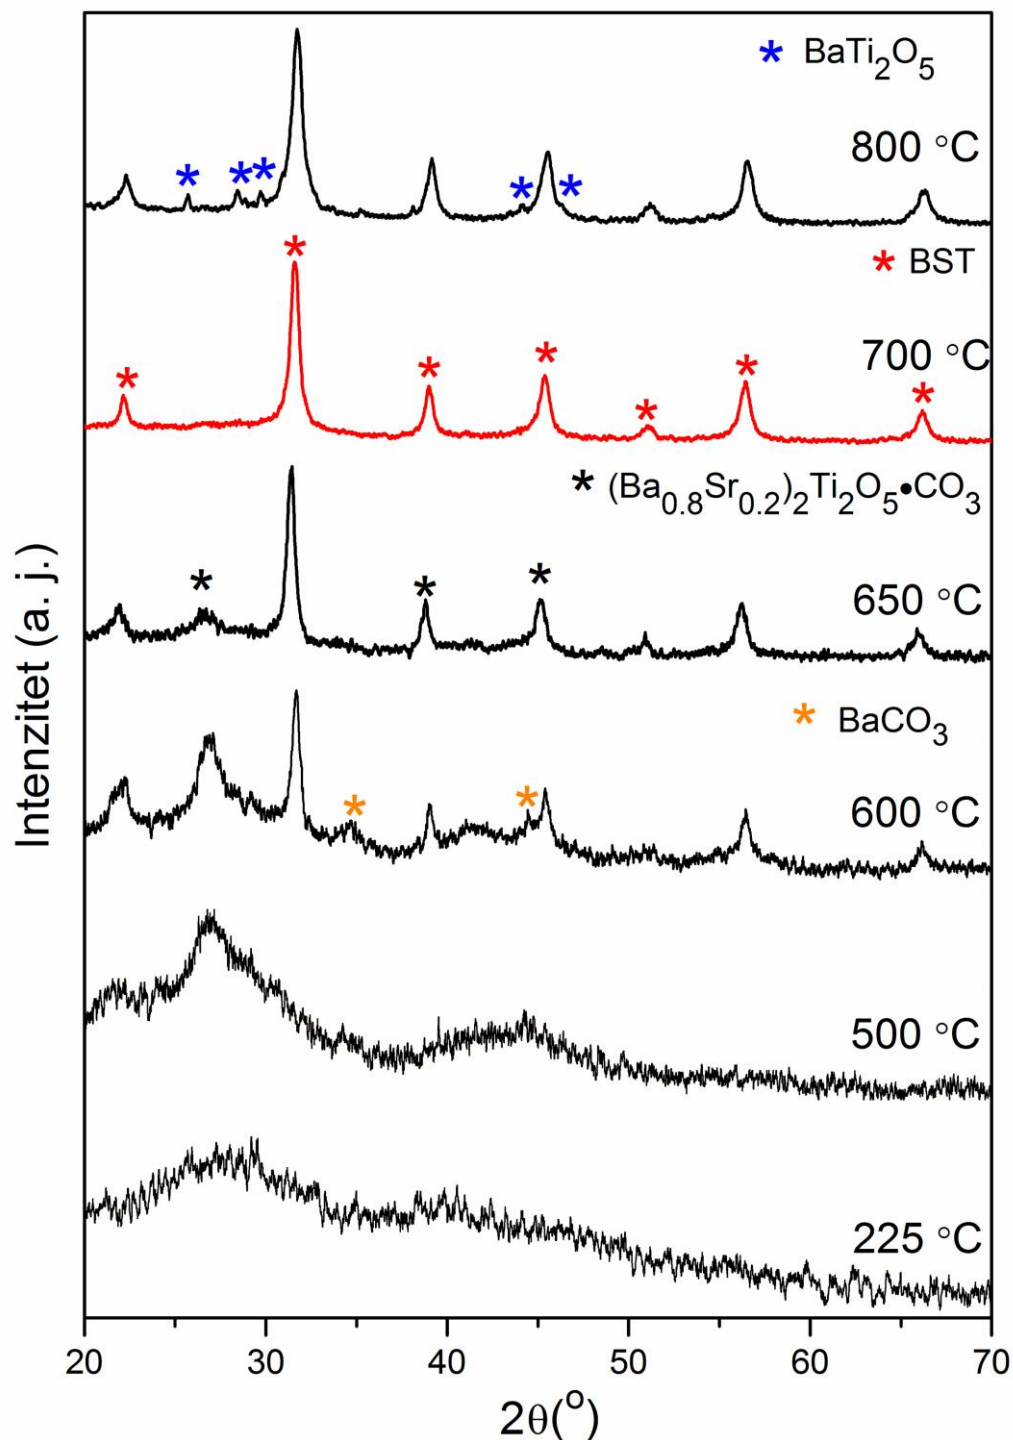 * BaTi₂O₅
800 °C
* BST
700 °C
* (Ba₀.₈Sr₀.₂)₂Ti₂O₅•CO₃
650 °C
* BaCO₃
600 °C
500 °C
225 °C
Intenzitet (a. j.)
20 30 40 50 60 70
2θ(°)